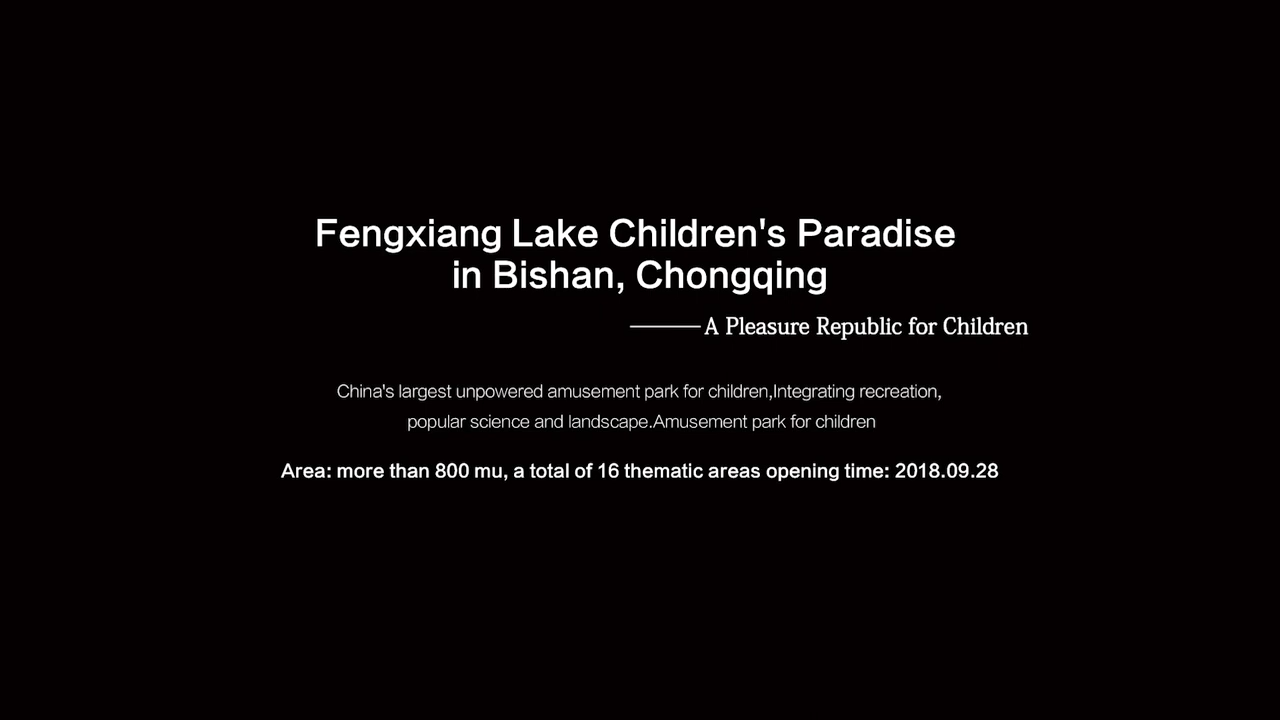 Fengxiang Lake Children's Paradise
in Bishan, Chongqing
———A Pleasure Republic for Children
China's largest unpowered amusement park for children,Integrating recreation,
popular science and landscape.Amusement park for children
Area: more than 800 mu, a total of 16 thematic areas opening time: 2018.09.28